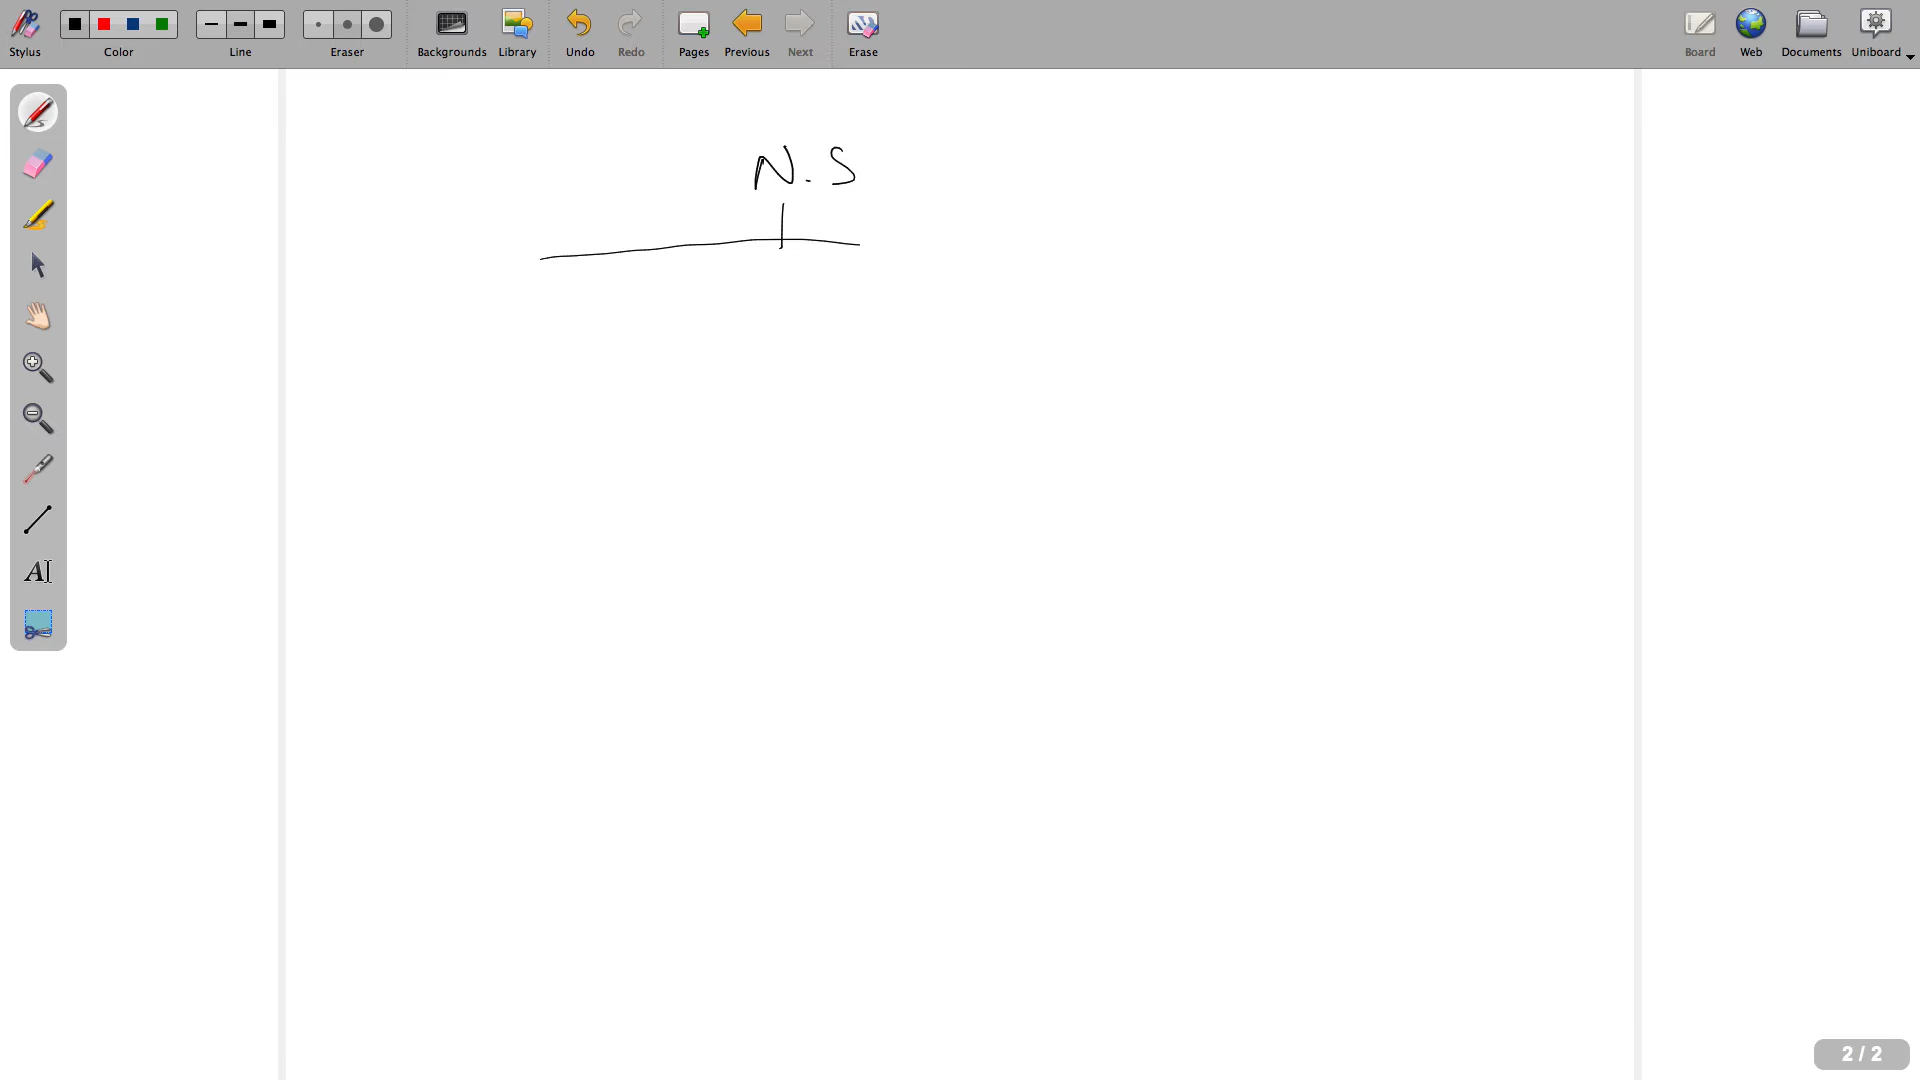 Stylus Color Line Eraser Backgrounds Library Undo Redo Pages Previous Next Erase Board Web Documents Uniboard
N. S
A
2 / 2